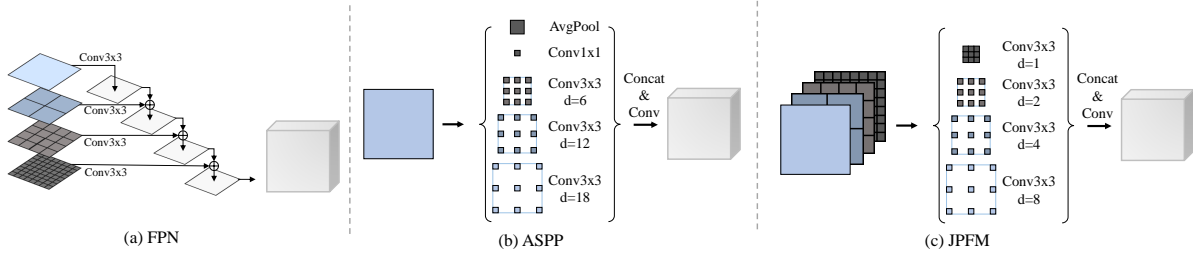 Conv3x3
Conv3x3
Conv3x3
Conv3x3
(a) FPN
AvgPool
Conv1x1
Conv3x3
d=6
Conv3x3
d=12
Conv3x3
d=18
Concat
&
Conv
(b) ASPP
Conv3x3
d=1
Conv3x3
d=2
Conv3x3
d=4
Conv3x3
d=8
Concat
&
Conv
(c) JPFM